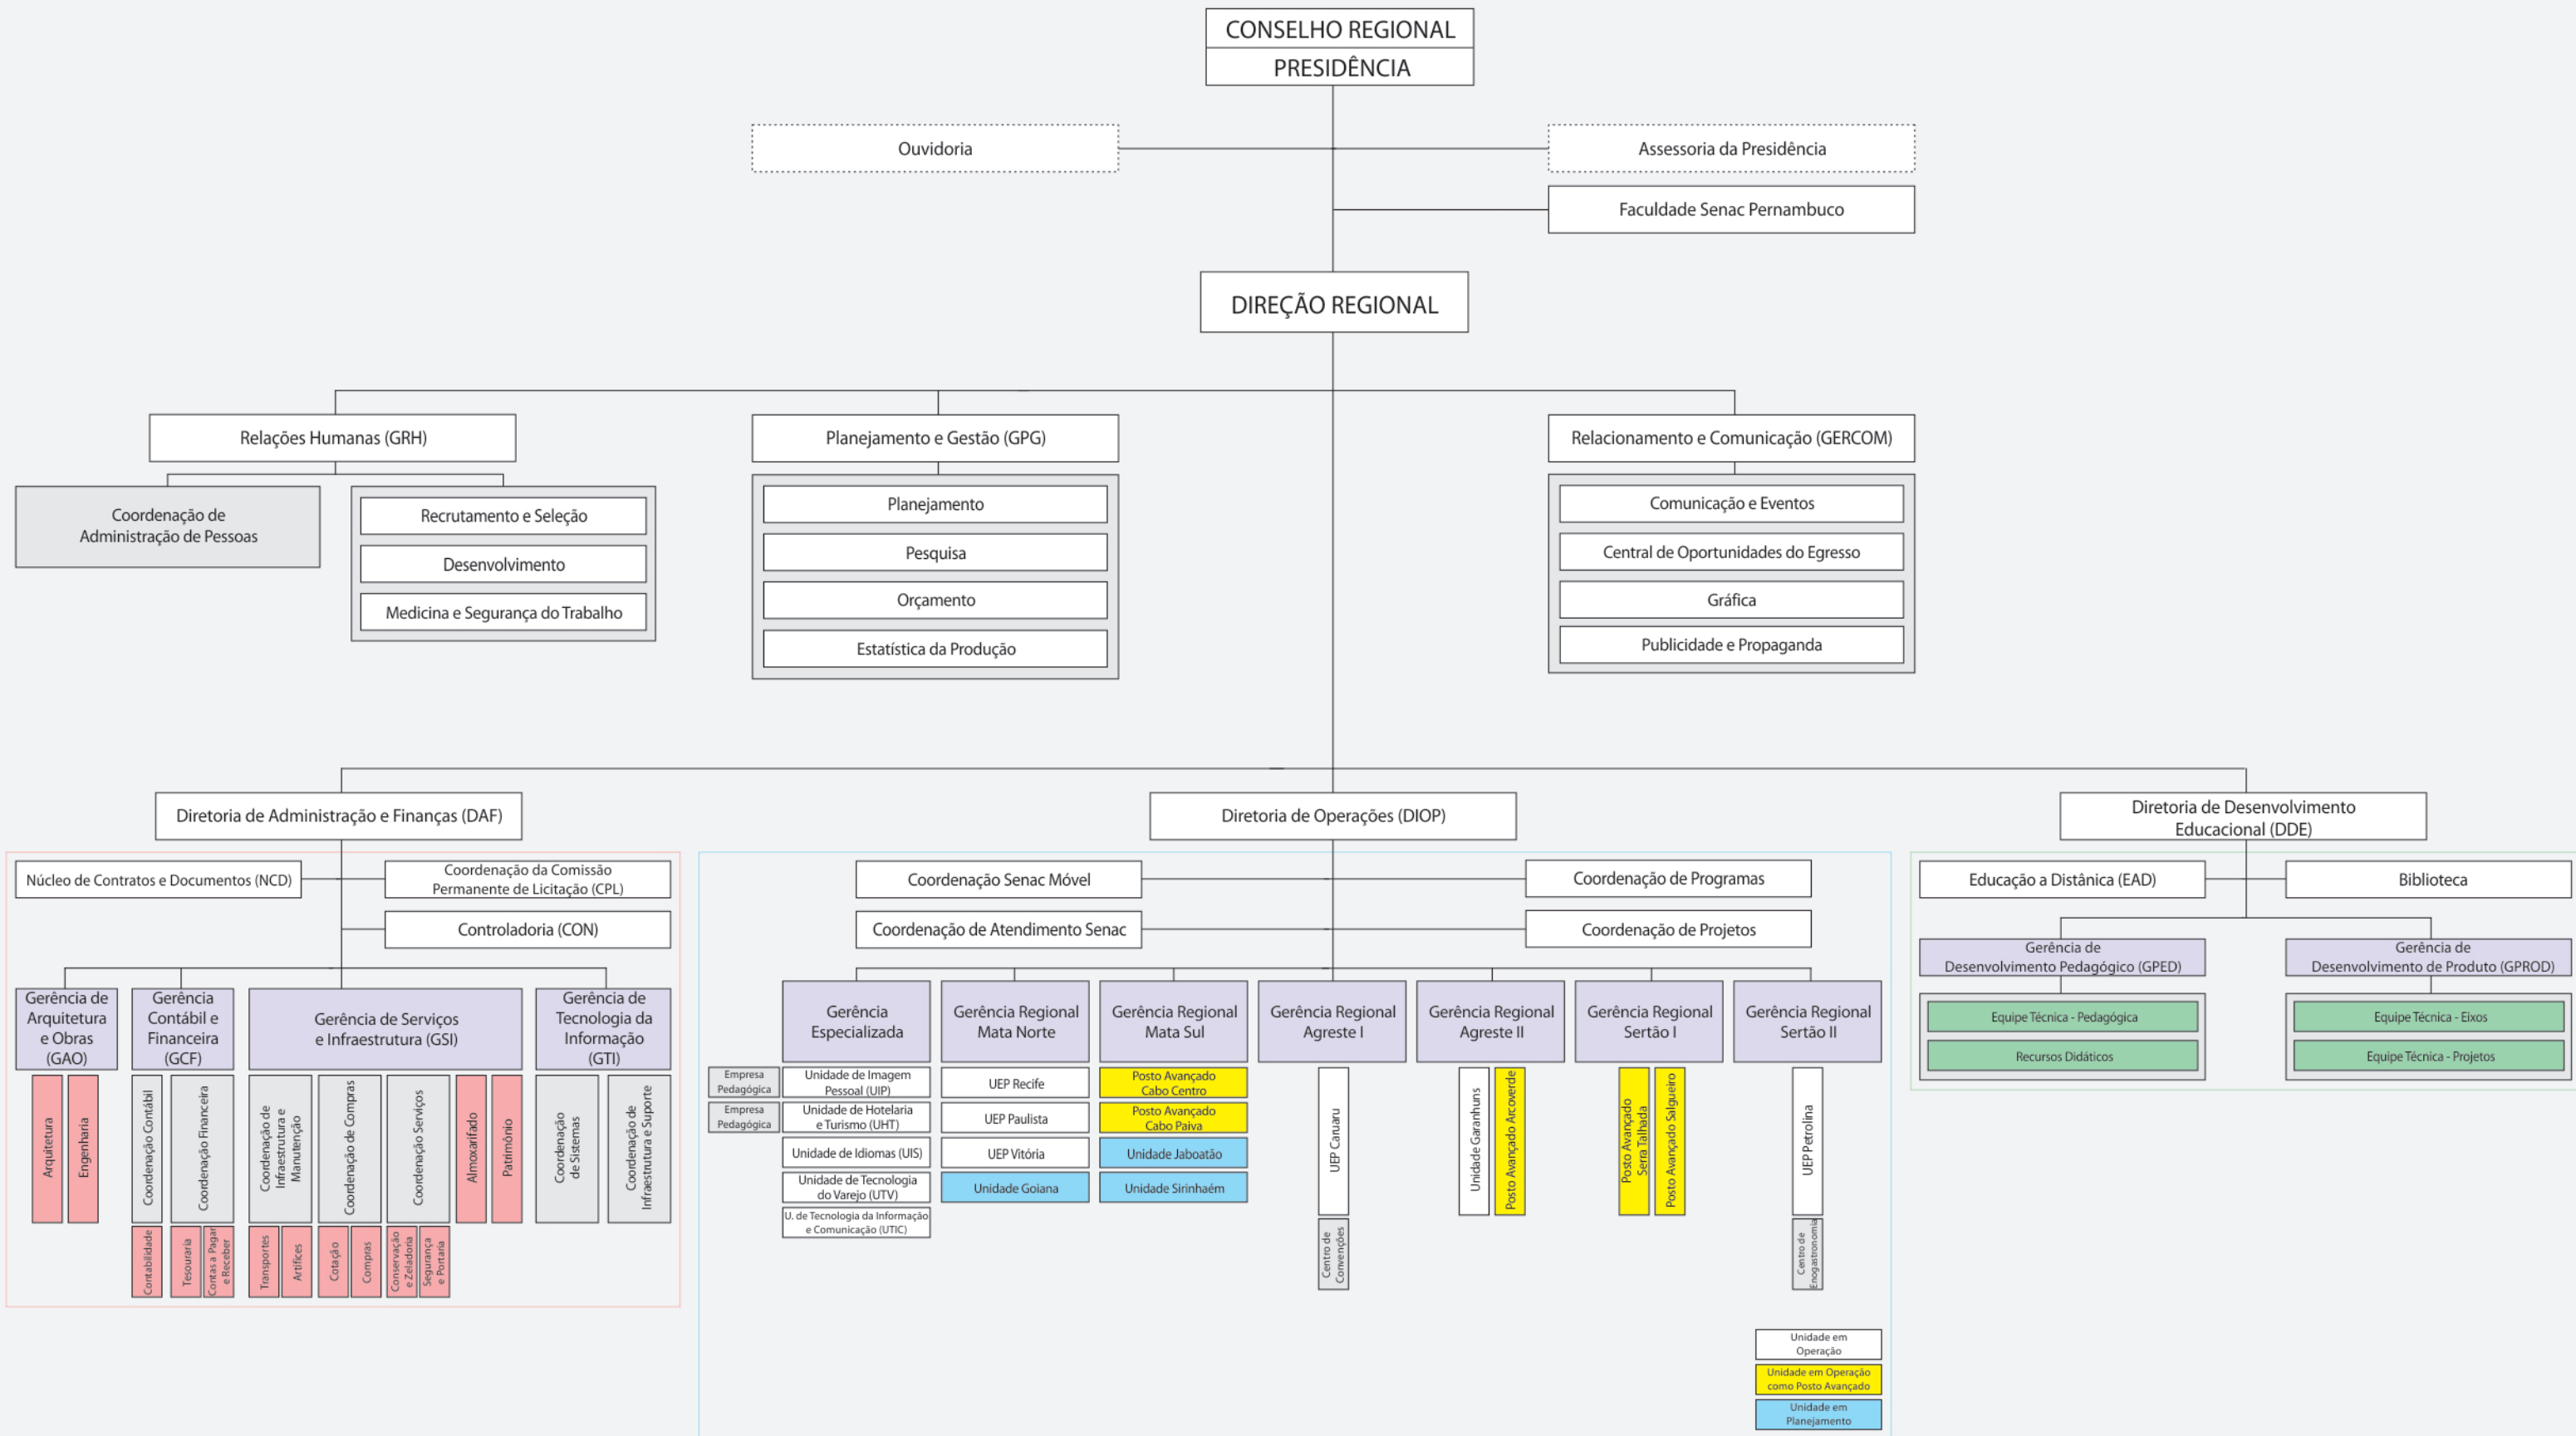 CONSELHO REGIONAL
PRESIDÊNCIA
Ouvidoria
Assessoria da Presidência
Faculdade Senac Pernambuco
DIREÇÃO REGIONAL
Relações Humanas (GRH)
Planejamento e Gestão (GPG)
Relacionamento e Comunicação (GERCOM)
Coordenação de
Administração de Pessoas
Recrutamento e Seleção
Desenvolvimento
Medicina e Segurança do Trabalho
Planejamento
Pesquisa
Orçamento
Estatística da Produção
Comunicação e Eventos
Central de Oportunidades do Egresso
Gráfica
Publicidade e Propaganda
Diretoria de Administração e Finanças (DAF)
Diretoria de Operações (DIOP)
Diretoria de Desenvolvimento
Educacional (DDE)
Núcleo de Contratos e Documentos (NCD)
Coordenação da Comissão
Permanente de Licitação (CPL)
Controladoria (CON)
Gerência de
Arquitetura
e Obras
(GAO)
Gerência
Contábil e
Financeira
(GCF)
Gerência de Serviços
e Infraestrutura (GSI)
Gerência de
Tecnologia da
Informação
(GTI)
Arquitetura
Engenharia
Coordenação Contábil
Coordenação Financeira
Coordenação de
Infraestrutura e
Manutenção
Coordenação de Compras
Coordenação Serviços
Almoxarifado
Patrimônio
Coordenação
de Sistemas
Coordenação de
Infraestrutura e Suporte
Contabilidade
Tesouraria
Contas a Pagar
e Receber
Transportes
Artífices
Cotação
Compras
Conservação
e Zeladoria
Segurança
e Portaria
Coordenação Senac Móvel
Coordenação de Programas
Coordenação de Atendimento Senac
Coordenação de Projetos
Gerência
Especializada
Gerência Regional
Mata Norte
Gerência Regional
Mata Sul
Gerência Regional
Agreste I
Gerência Regional
Agreste II
Gerência Regional
Sertão I
Gerência Regional
Sertão II
Empresa
Pedagógica
Unidade de Imagem
Pessoal (UIP)
Empresa
Pedagógica
Unidade de Hotelaria
e Turismo (UHT)
Unidade de Idiomas (UIS)
Unidade de Tecnologia
do Varejo (UTV)
U. de Tecnologia da Informação
e Comunicação (UTIC)
UEP Recife
UEP Paulista
UEP Vitória
Unidade Goiana
Posto Avançado
Cabo Centro
Posto Avançado
Cabo Paiva
Unidade Jaboatão
Unidade Sirinhaém
UEP Caruaru
Centro de
Convenções
Unidade Garanhuns
Posto Avançado Arcoverde
Posto Avançado
Serra Talhada
Posto Avançado Salgueiro
UEP Petrolina
Centro de
Enogastronomia
Unidade em
Operação
Unidade em Operação
como Posto Avançado
Unidade em
Planejamento
Educação a Distânica (EAD)
Biblioteca
Gerência de
Desenvolvimento Pedagógico (GPED)
Gerência de
Desenvolvimento de Produto (GPROD)
Equipe Técnica - Pedagógica
Recursos Didáticos
Equipe Técnica - Eixos
Equipe Técnica - Projetos